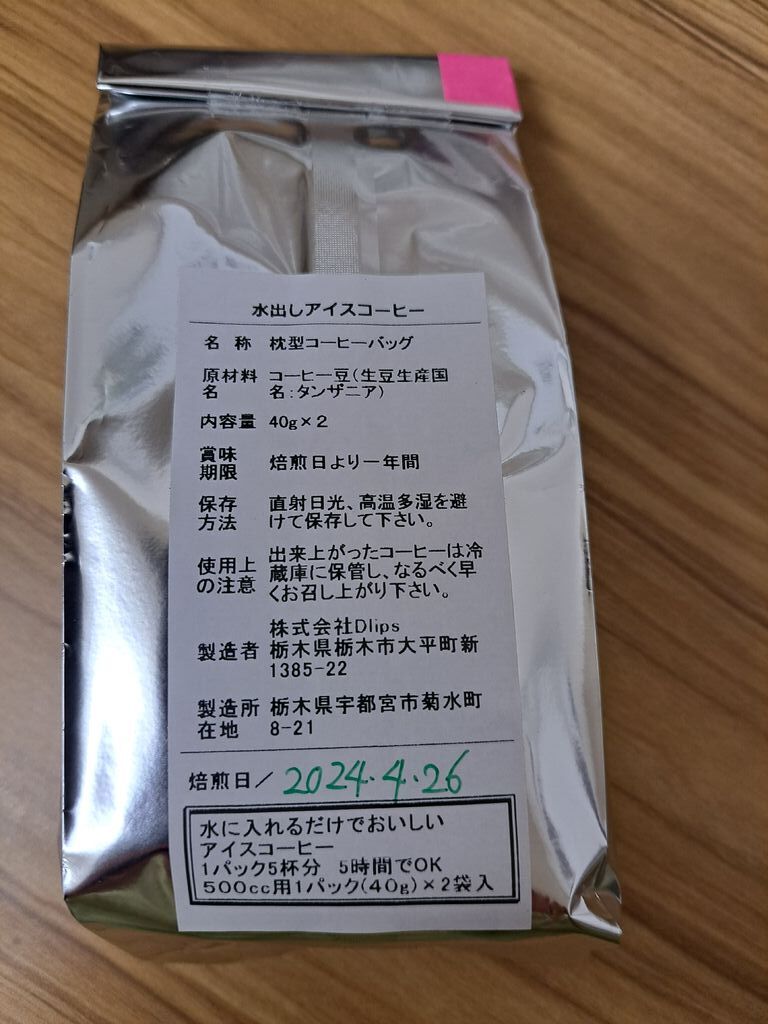 水出しアイスコーヒー
名 称 枕型コーヒーバッグ
原材料 コーヒー豆(生豆生産国
名 名:タンザニア)
内容量 40g×2
賞味
期限 焙煎日より一年間
保存 直射日光、高温多湿を避
方法 けて保存して下さい。
出来上がったコーヒーは冷
使用上 蔵庫に保管し、なるべく早
の注意 くお召し上がり下さい。
株式会社Dlips
製造者 栃木県栃木市大平町新
1385-22
製造所 栃木県宇都宮市菊水町
在地 8-21
焙煎日/ 2024.4.26
水に入れるだけでおいしい
アイスコーヒー
1パック5杯分 5時間でOK
500cc用1パック(40g)×2袋入